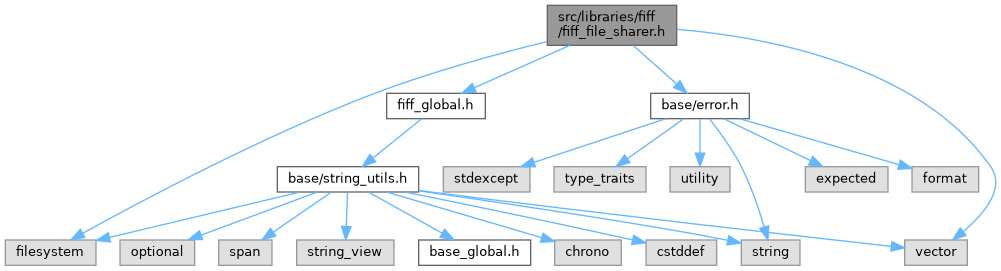 src/libraries/fiff
/fiff_file_sharer.h
fiff_global.h
base/error.h
base/string_utils.h
stdexcept
type_traits
utility
expected
format
filesystem
optional
span
string_view
base_global.h
chrono
cstddef
string
vector